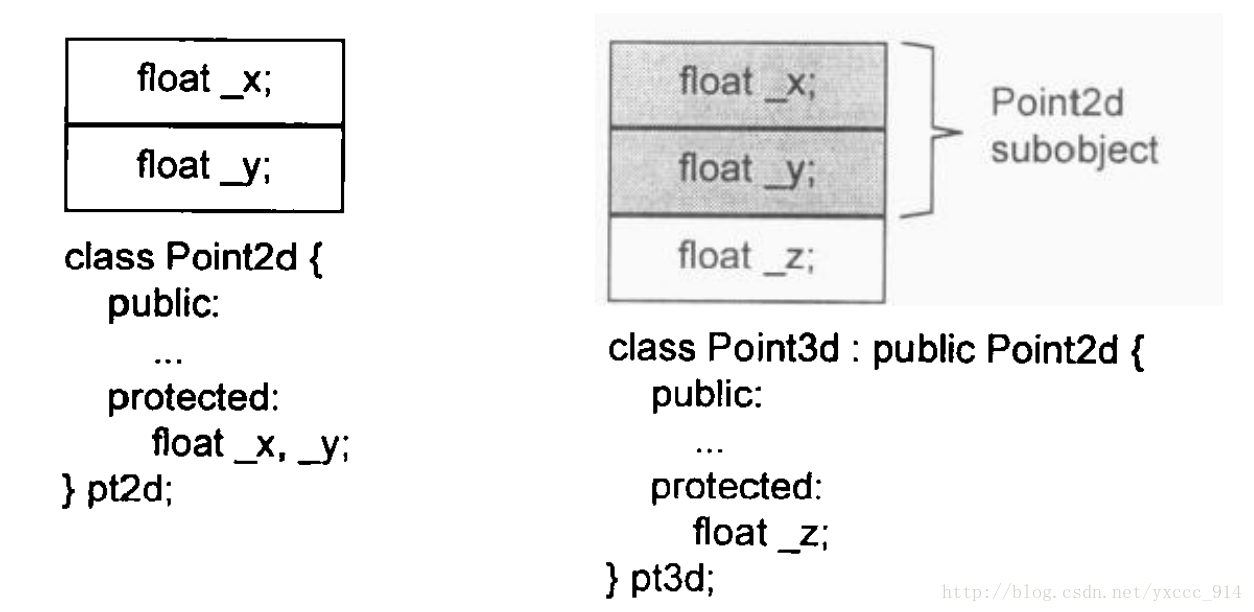 float _x;
float _y;
class Point2d {
public:
...
protected:
float _x, _y;
} pt2d;
float _x;
float _y;
float _z;
Point2d
subobject
class Point3d : public Point2d {
public:
...
protected:
float _z;
} pt3d;
http://blog.csdn.net/yxccc_914